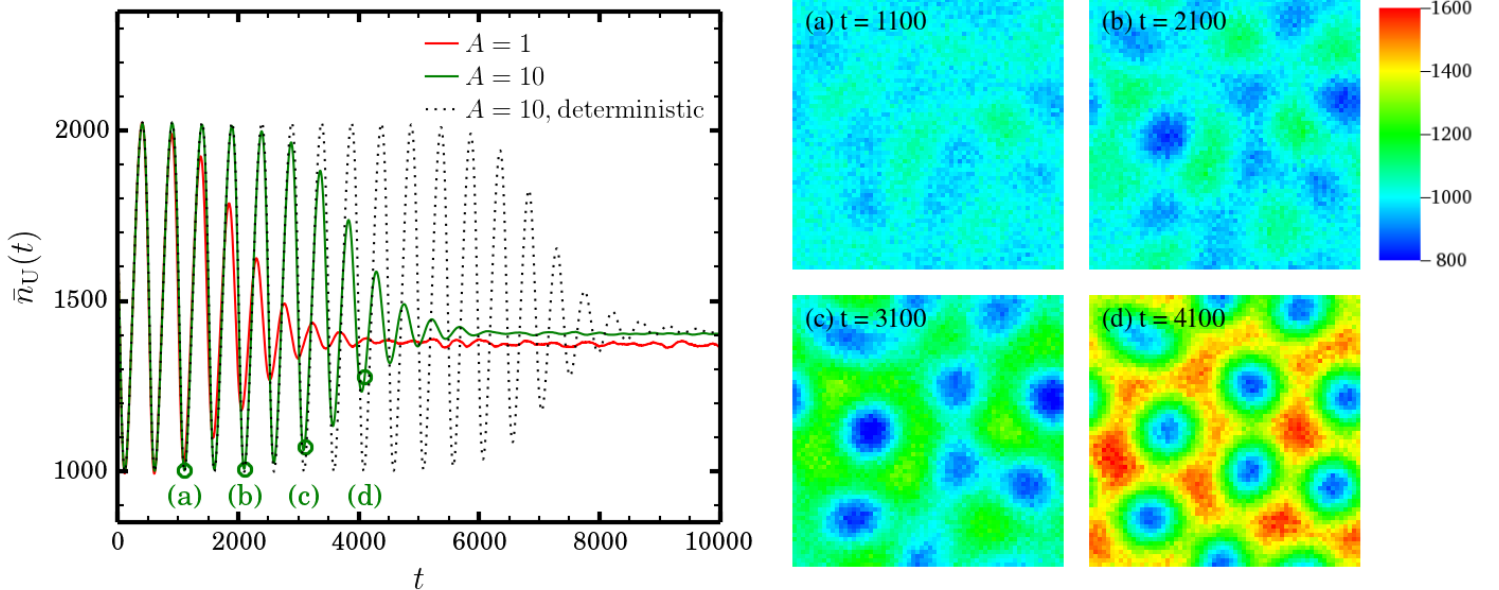 A = 1
A = 10
A = 10, deterministic
2000
1500
1000
n̄_U(t)
(a) (b) (c) (d)
0 2000 4000 6000 8000 10000
t
(a) t = 1100
(b) t = 2100
1600
1400
1200
1000
800
(c) t = 3100
(d) t = 4100